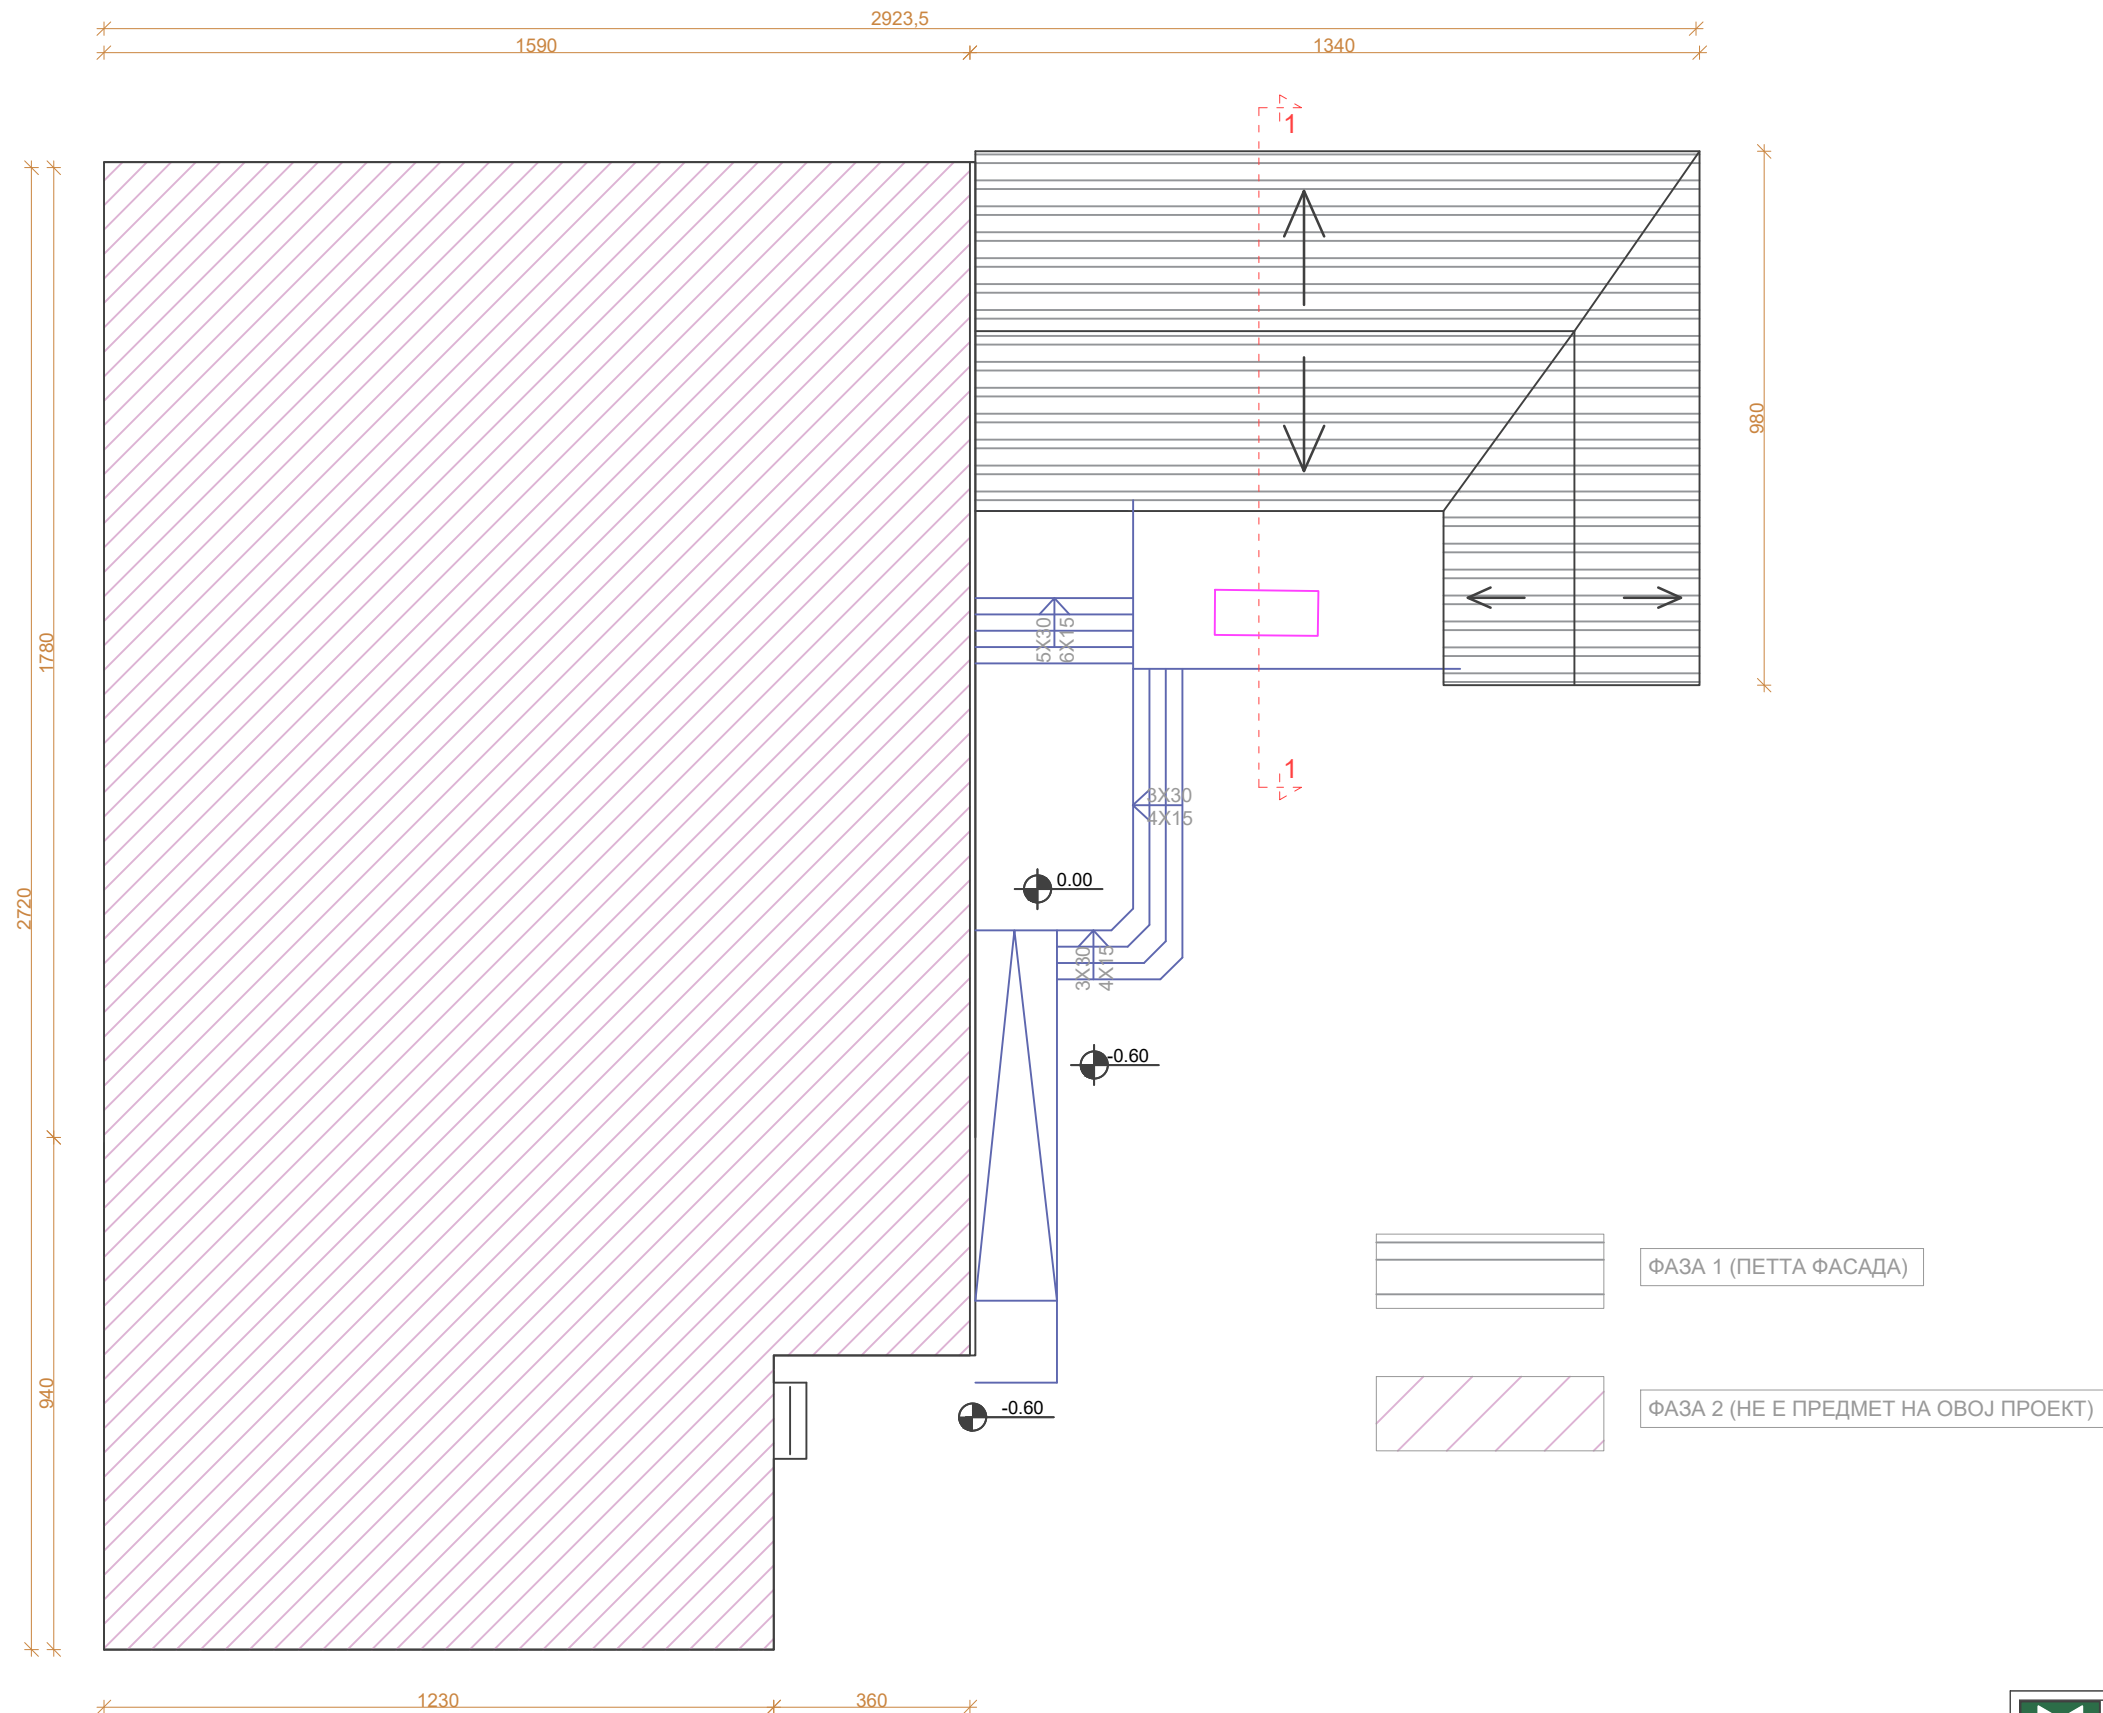 2923,5
1590
1340
1
980
1780
5X30
6X15
1
3X30
4X15
0.00
2720
3X30
4X15
-0.60
ФАЗА 1 (ПЕТТА ФАСАДА)
940
-0.60
ФАЗА 2 (НЕ Е ПРЕДМЕТ НА ОВОЈ ПРОЕКТ)
1230
360